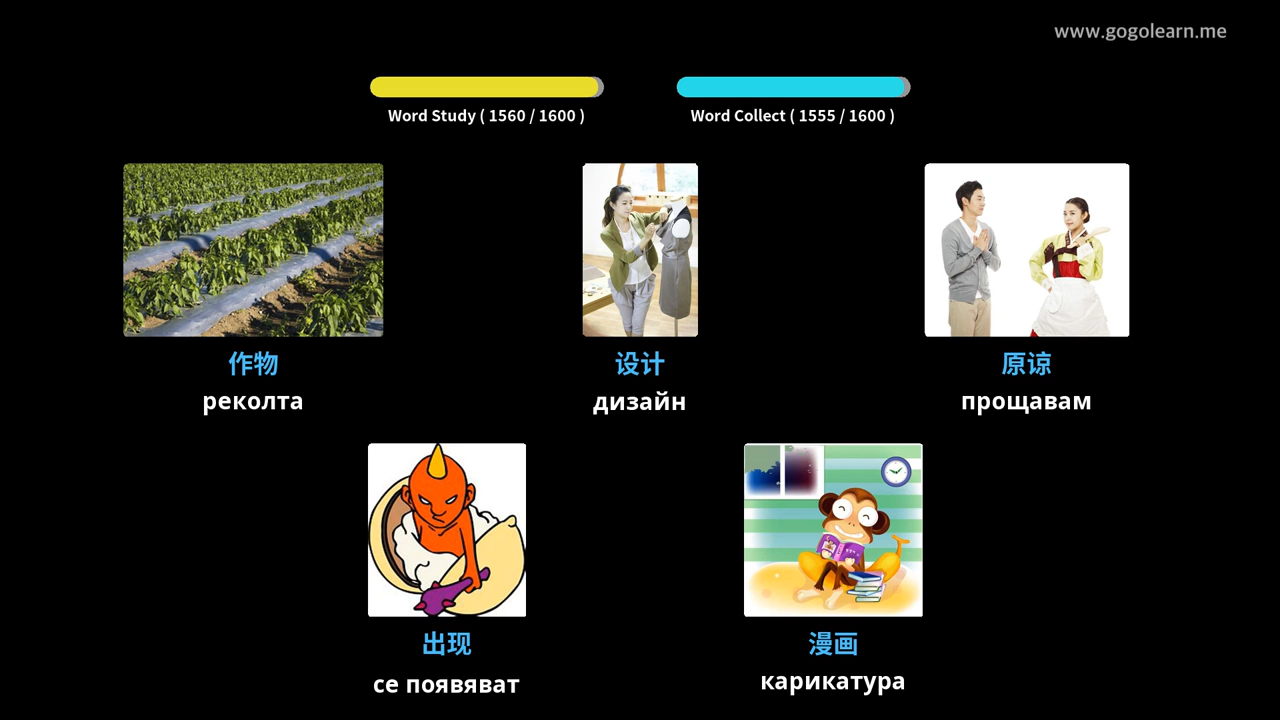 www.gogolearn.me
Word Study ( 1560 / 1600 )
Word Collect ( 1555 / 1600 )
作物
реколта
设计
дизайн
原谅
прощавам
出现
се появяват
漫画
карикатура